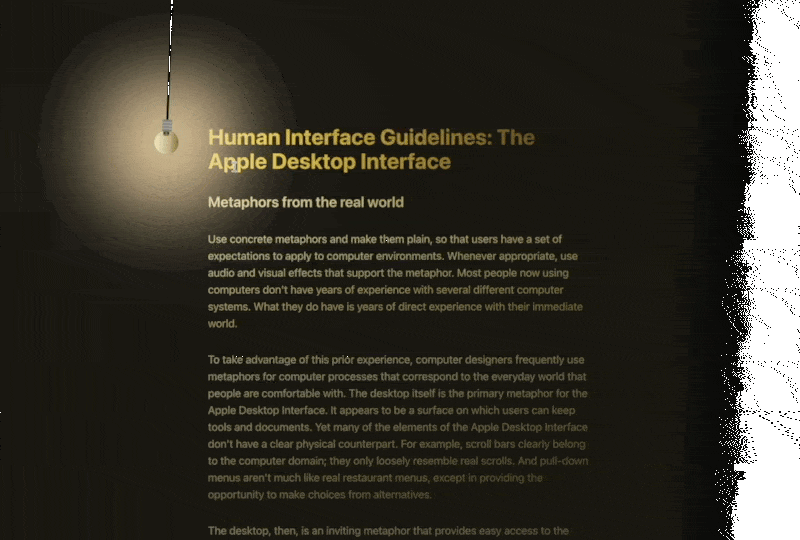 Human Interface Guidelines: The
Apple Desktop Interface
Metaphors from the real world
Use concrete metaphors and make them plain, so that users have a set of
expectations to apply to computer environments. Whenever appropriate, use
audio and visual effects that support the metaphor. Most people now using
computers don't have years of experience with several different computer
systems. What they do have is years of direct experience with their immediate
world.
To take advantage of this prior experience, computer designers frequently use
metaphors for computer processes that correspond to the everyday world that
people are comfortable with. The desktop itself is the primary metaphor for the
Apple Desktop Interface. It appears to be a surface on which users can keep
tools and documents. Yet many of the elements of the Apple Desktop Interface
don't have a clear physical counterpart. For example, scroll bars clearly belong
to the computer domain; they only loosely resemble real scrolls. And pull-down
menus aren't much like real restaurant menus, except in providing the
opportunity to make choices from alternatives.
The desktop, then, is an inviting metaphor that provides easy access to the